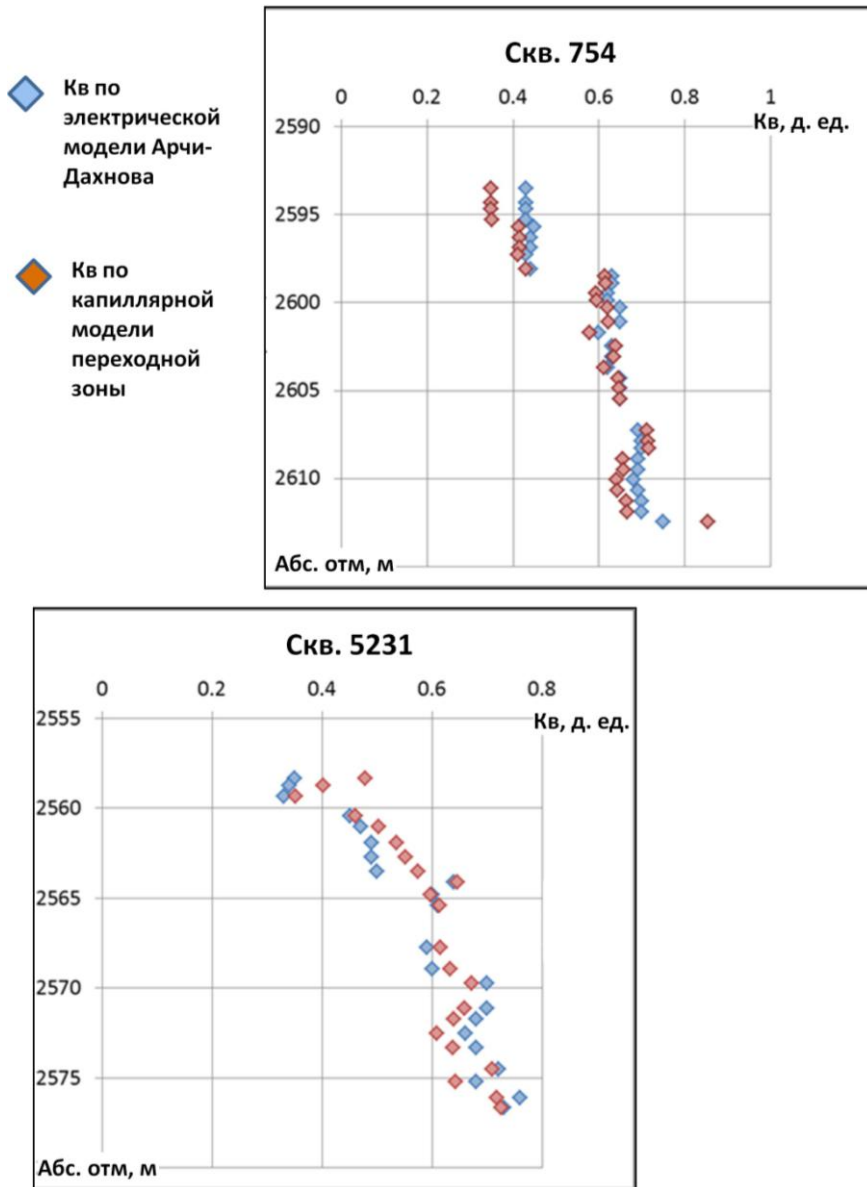 Кв по
электрической
модели Арчи-
Дахнова
Кв по
капиллярной
модели
переходной
зоны
Скв. 754
0 0.2 0.4 0.6 0.8 1
Кв, д. ед.
2590
2595
2600
2605
2610
Абс. отм, м
Скв. 5231
0 0.2 0.4 0.6 0.8
Кв, д. ед.
2555
2560
2565
2570
2575
Абс. отм, м